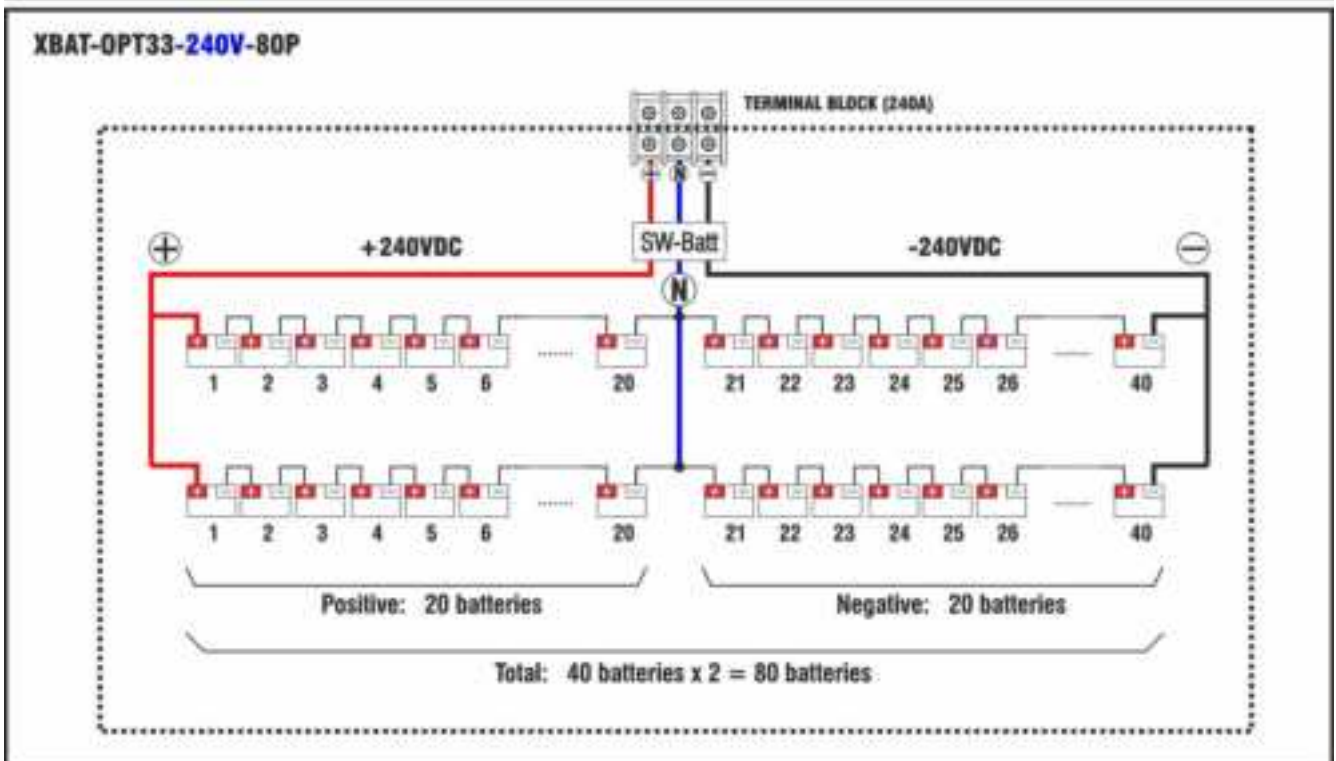 XBAT-OPT33-240V-80P
TERMINAL BLOCK (240A)
+ N −
SW-Batt
+ +240VDC -240VDC −
N
1 2 3 4 5 6 ...... 20 21 22 23 24 25 26 ...... 40
1 2 3 4 5 6 ...... 20 21 22 23 24 25 26 ...... 40
Positive: 20 batteries Negative: 20 batteries
Total: 40 batteries x 2 = 80 batteries